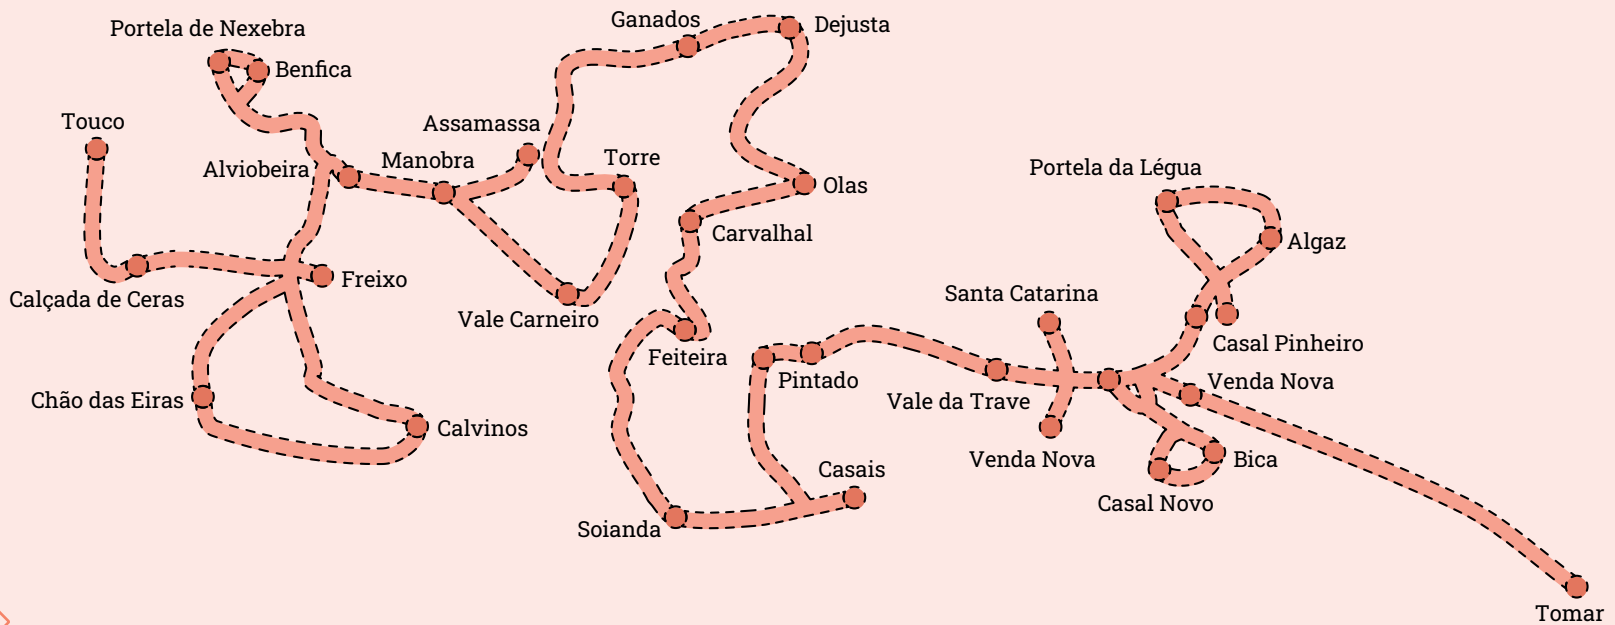 Ganados
Dejusta
Portela de Nexebra
Benfica
Touco
Assamassa
Manobra
Torre
Alviobeira
Portela da Légua
Olas
Carvalhal
Algaz
Freixo
Calçada de Ceras
Santa Catarina
Vale Carneiro
Casal Pinheiro
Feiteira
Pintado
Venda Nova
Chão das Eiras
Vale da Trave
Calvinos
Venda Nova
Bica
Casais
Casal Novo
Soianda
Tomar